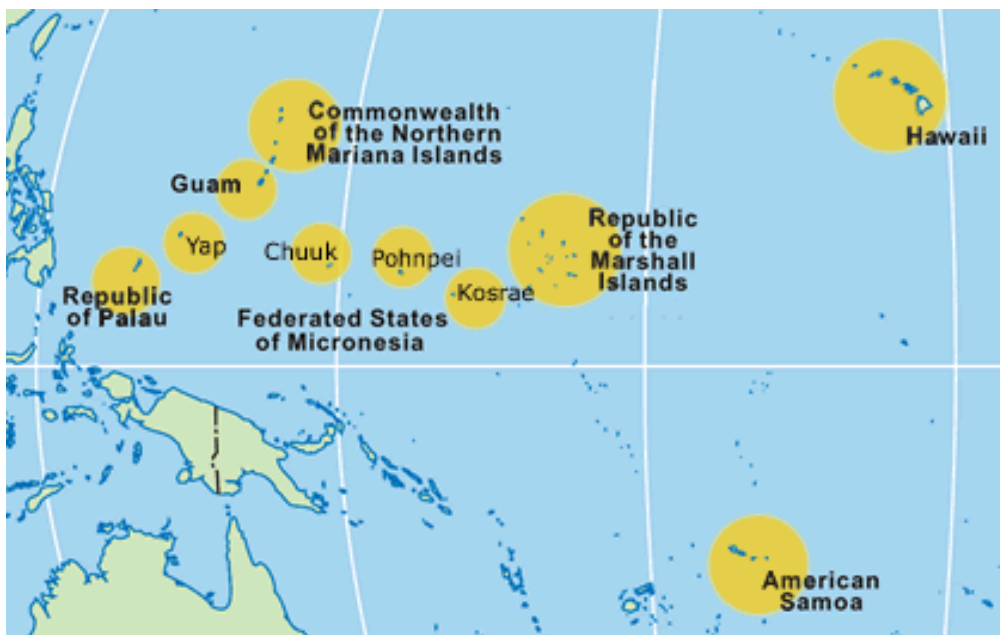 Commonwealth
of the Northern
Mariana Islands
Hawaii
Guam
Yap
Chuuk
Pohnpei
Kosrae
Republic
of the
Marshall
Islands
Republic
of Palau
Federated States
of Micronesia
American
Samoa